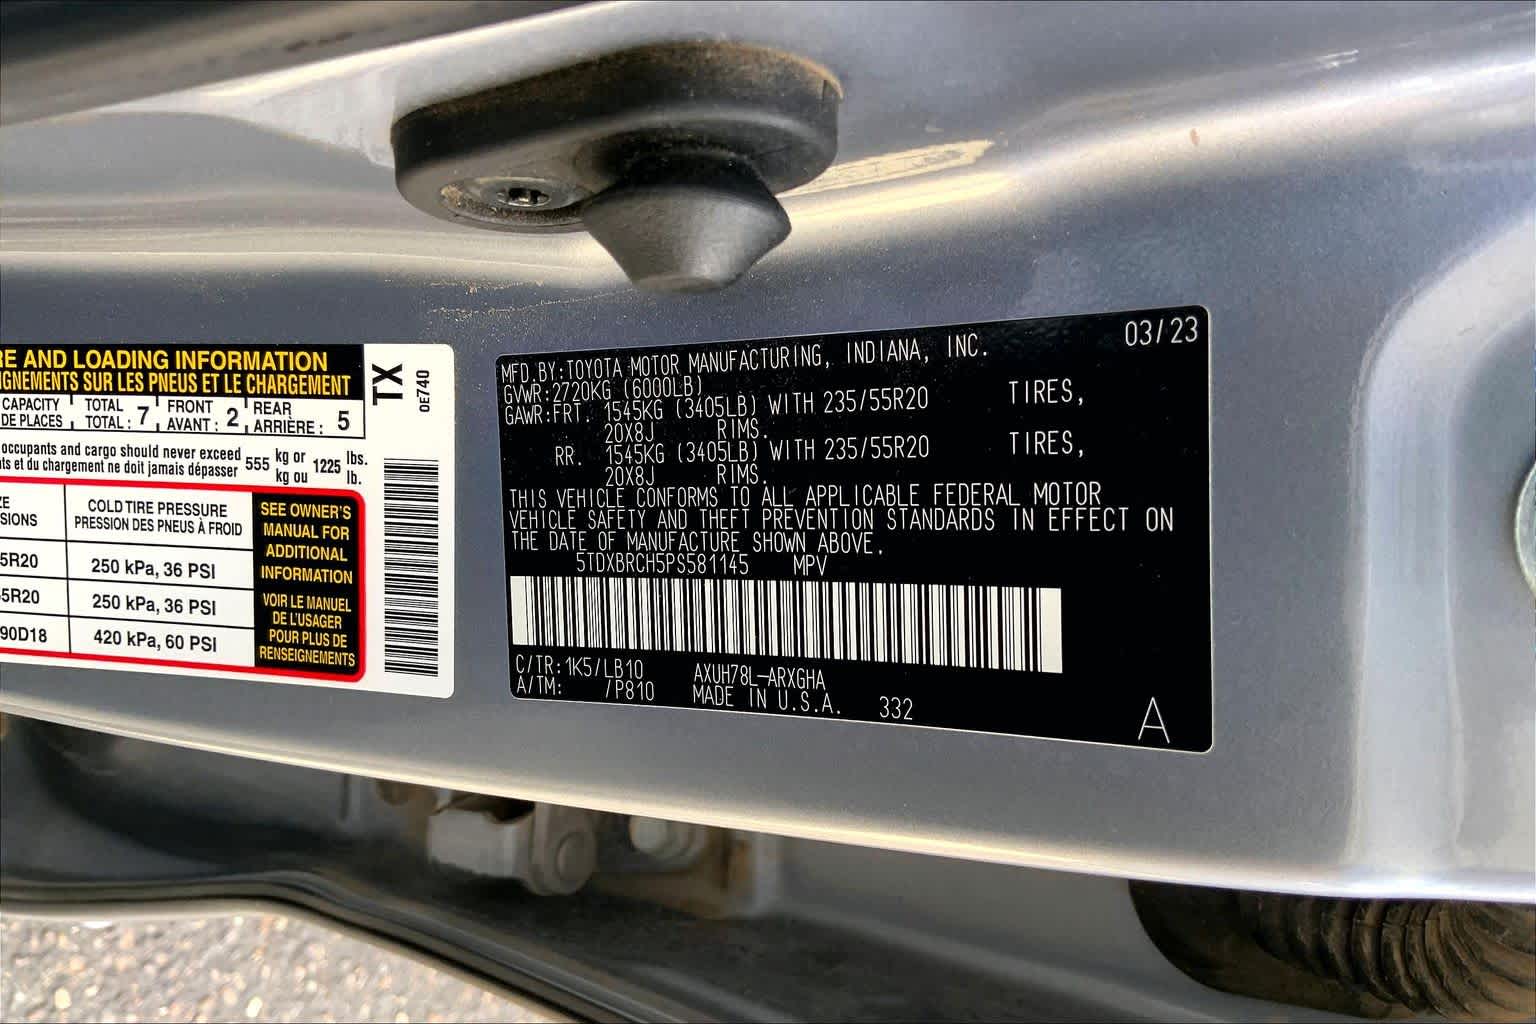 RE AND LOADING INFORMATION
IGNEMENTS SUR LES PNEUS ET LE CHARGEMENT
CAPACITY TOTAL 7 FRONT 2 REAR 5
DE PLACES TOTAL : AVANT : ARRIÈRE :
occupants and cargo should never exceed 555 kg or 1225 lbs.
nts et du chargement ne doit jamais dépasser kg ou lb.
ZE COLD TIRE PRESSURE
SIONS PRESSION DES PNEUS À FROID
5R20 250 kPa, 36 PSI
5R20 250 kPa, 36 PSI
90D18 420 kPa, 60 PSI
SEE OWNER'S
MANUAL FOR
ADDITIONAL
INFORMATION
VOIR LE MANUEL
DE L'USAGER
POUR PLUS DE
RENSEIGNEMENTS
TX
0E740
03/23
MFD.BY:TOYOTA MOTOR MANUFACTURING, INDIANA, INC.
GVWR:2720KG (6000LB)
GAWR:FRT. 1545KG (3405LB) WITH 235/55R20 TIRES,
20X8J RIMS.
RR. 1545KG (3405LB) WITH 235/55R20 TIRES,
20X8J RIMS.
THIS VEHICLE CONFORMS TO ALL APPLICABLE FEDERAL MOTOR
VEHICLE SAFETY AND THEFT PREVENTION STANDARDS IN EFFECT ON
THE DATE OF MANUFACTURE SHOWN ABOVE.
5TDXBRCH5PS581145 MPV
C/TR:1K5/LB10 AXUH78L-ARXGHA
A/TM: /P810 MADE IN U.S.A. 332
A